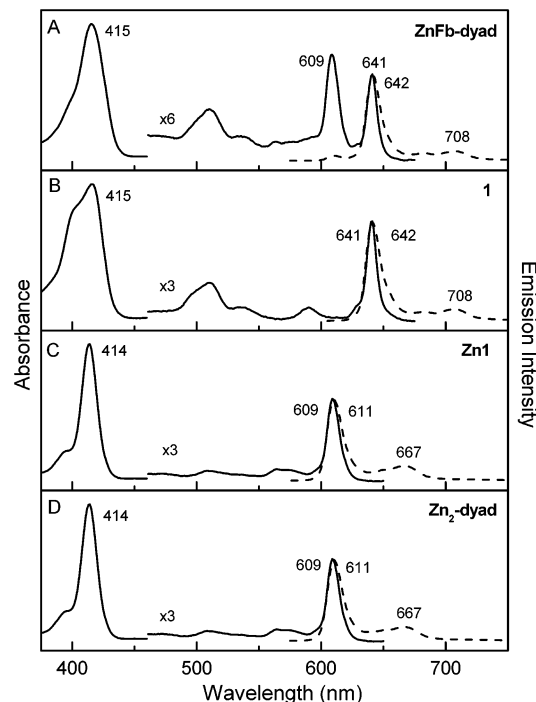 A 415 ZnFb-dyad
609 641
642
x6
708
B 415 1
641 642
x3
708
C 414 Zn1
609 611
x3 667
D 414 Zn₂-dyad
609 611
x3 667
Absorbance
Emission Intensity
400 500 600 700
Wavelength (nm)